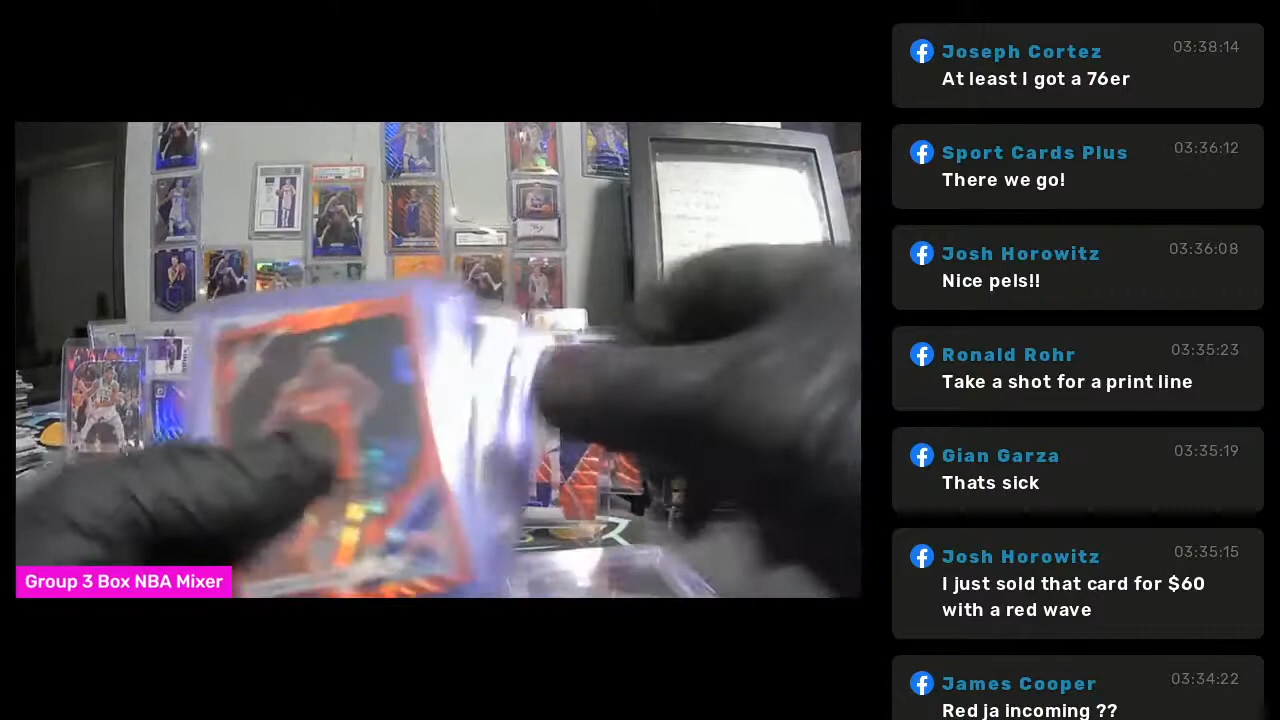 Joseph Cortez
03:38:14
At least I got a 76er
Sport Cards Plus
03:36:12
There we go!
Josh Horowitz
03:36:08
Nice pels!!
Ronald Rohr
03:35:23
Take a shot for a print line
Gian Garza
03:35:19
Thats sick
Josh Horowitz
03:35:15
I just sold that card for $60
with a red wave
James Cooper
03:34:22
Red ja incoming ??
Group 3 Box NBA Mixer